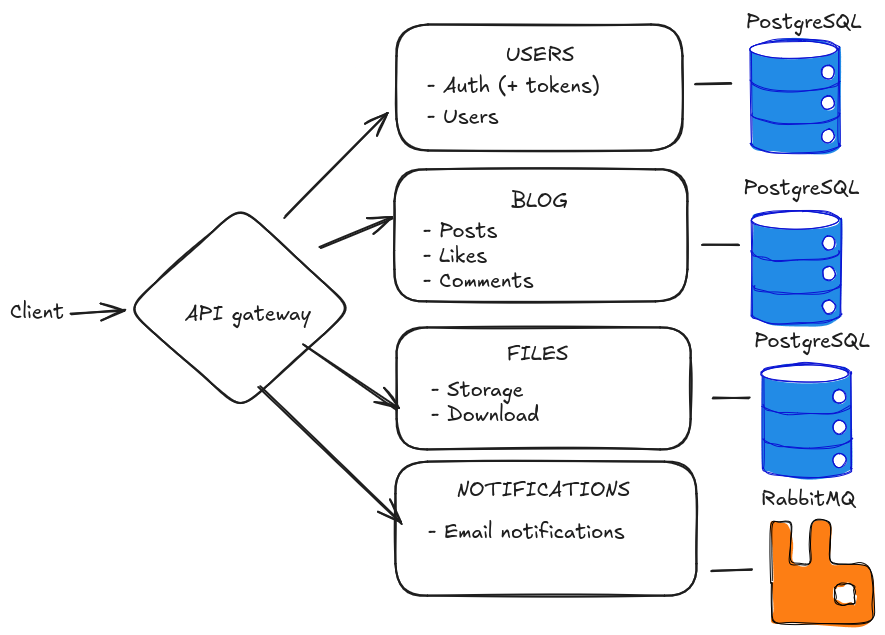 PostgreSQL
USERS
- Auth (+ tokens)
- Users
PostgreSQL
BLOG
- Posts
- Likes
- Comments
Client
API gateway
PostgreSQL
FILES
- Storage
- Download
NOTIFICATIONS
- Email notifications
RabbitMQ